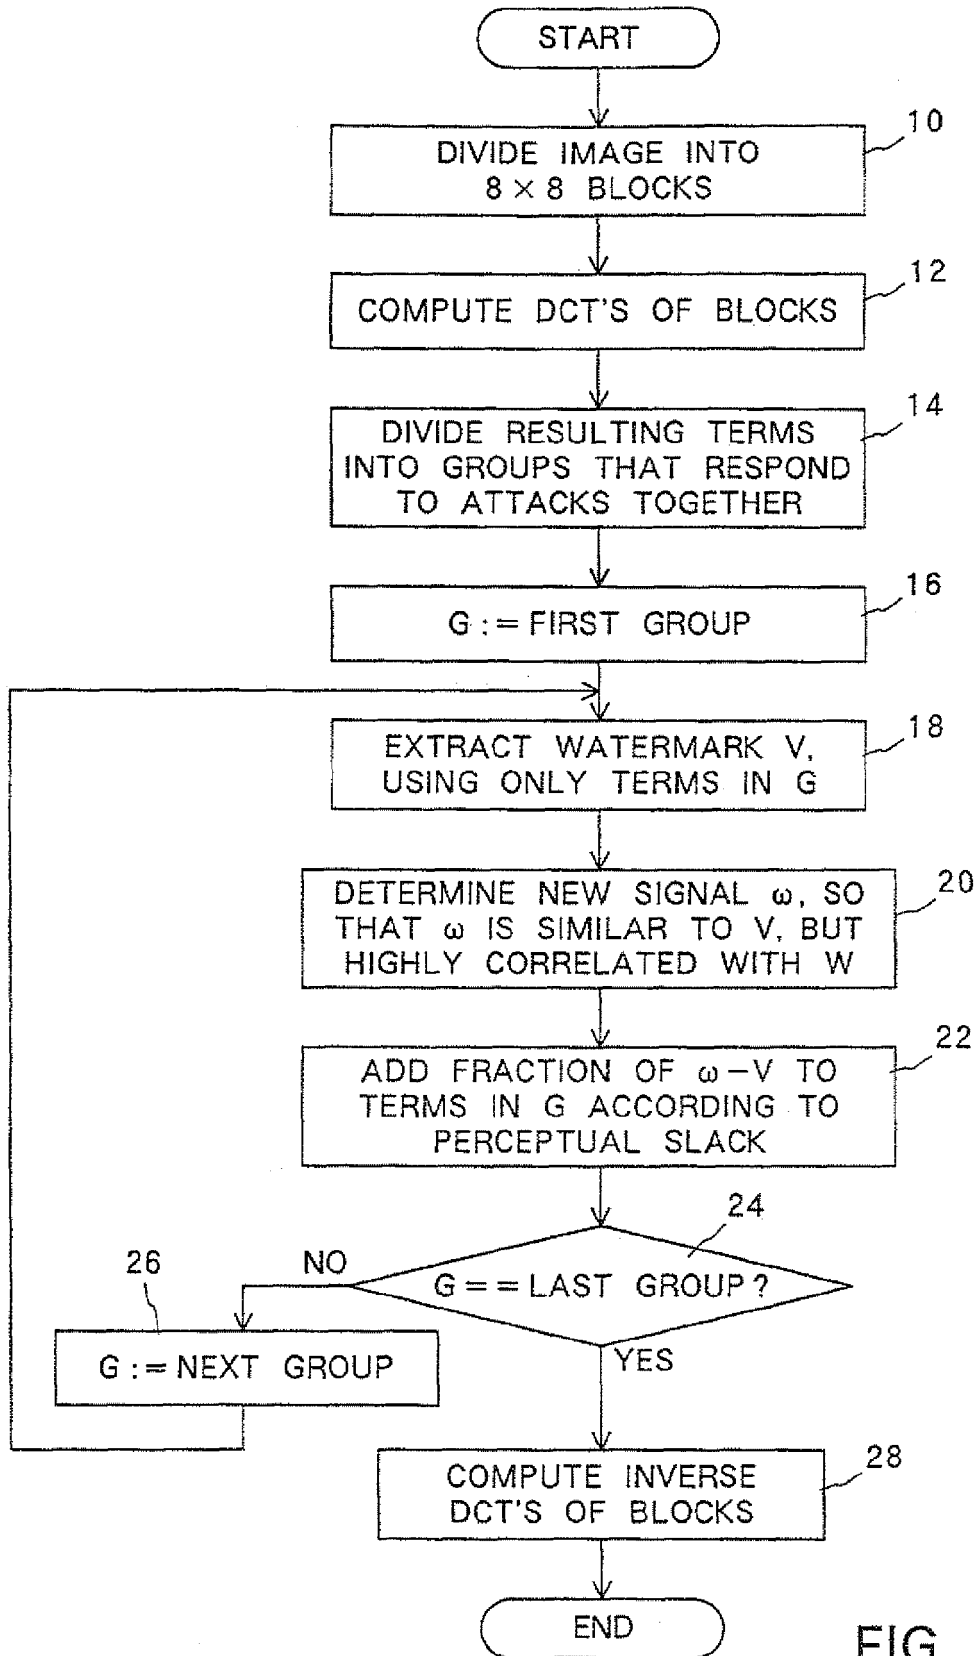 START
10
DIVIDE IMAGE INTO
8 × 8 BLOCKS
12
COMPUTE DCT'S OF BLOCKS
14
DIVIDE RESULTING TERMS
INTO GROUPS THAT RESPOND
TO ATTACKS TOGETHER
16
G := FIRST GROUP
18
EXTRACT WATERMARK V,
USING ONLY TERMS IN G
20
DETERMINE NEW SIGNAL ω, SO
THAT ω IS SIMILAR TO V, BUT
HIGHLY CORRELATED WITH W
22
ADD FRACTION OF ω–V TO
TERMS IN G ACCORDING TO
PERCEPTUAL SLACK
24
G == LAST GROUP?
NO
26
G := NEXT GROUP
YES
28
COMPUTE INVERSE
DCT'S OF BLOCKS
END
FIG